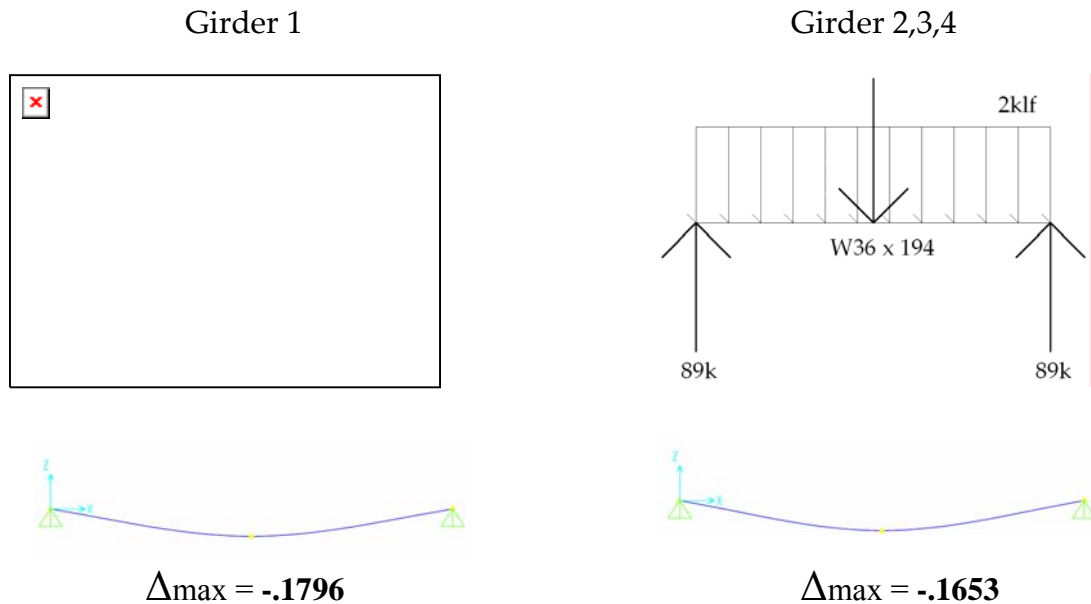 Girder 1
Girder 2,3,4
2klf
W36 x 194
89k
89k
Z
X
Z
X
Δmax = -.1796
Δmax = -.1653